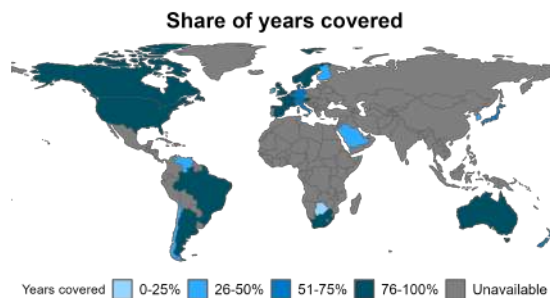 Share of years covered
Years covered 0-25% 26-50% 51-75% 76-100% Unavailable